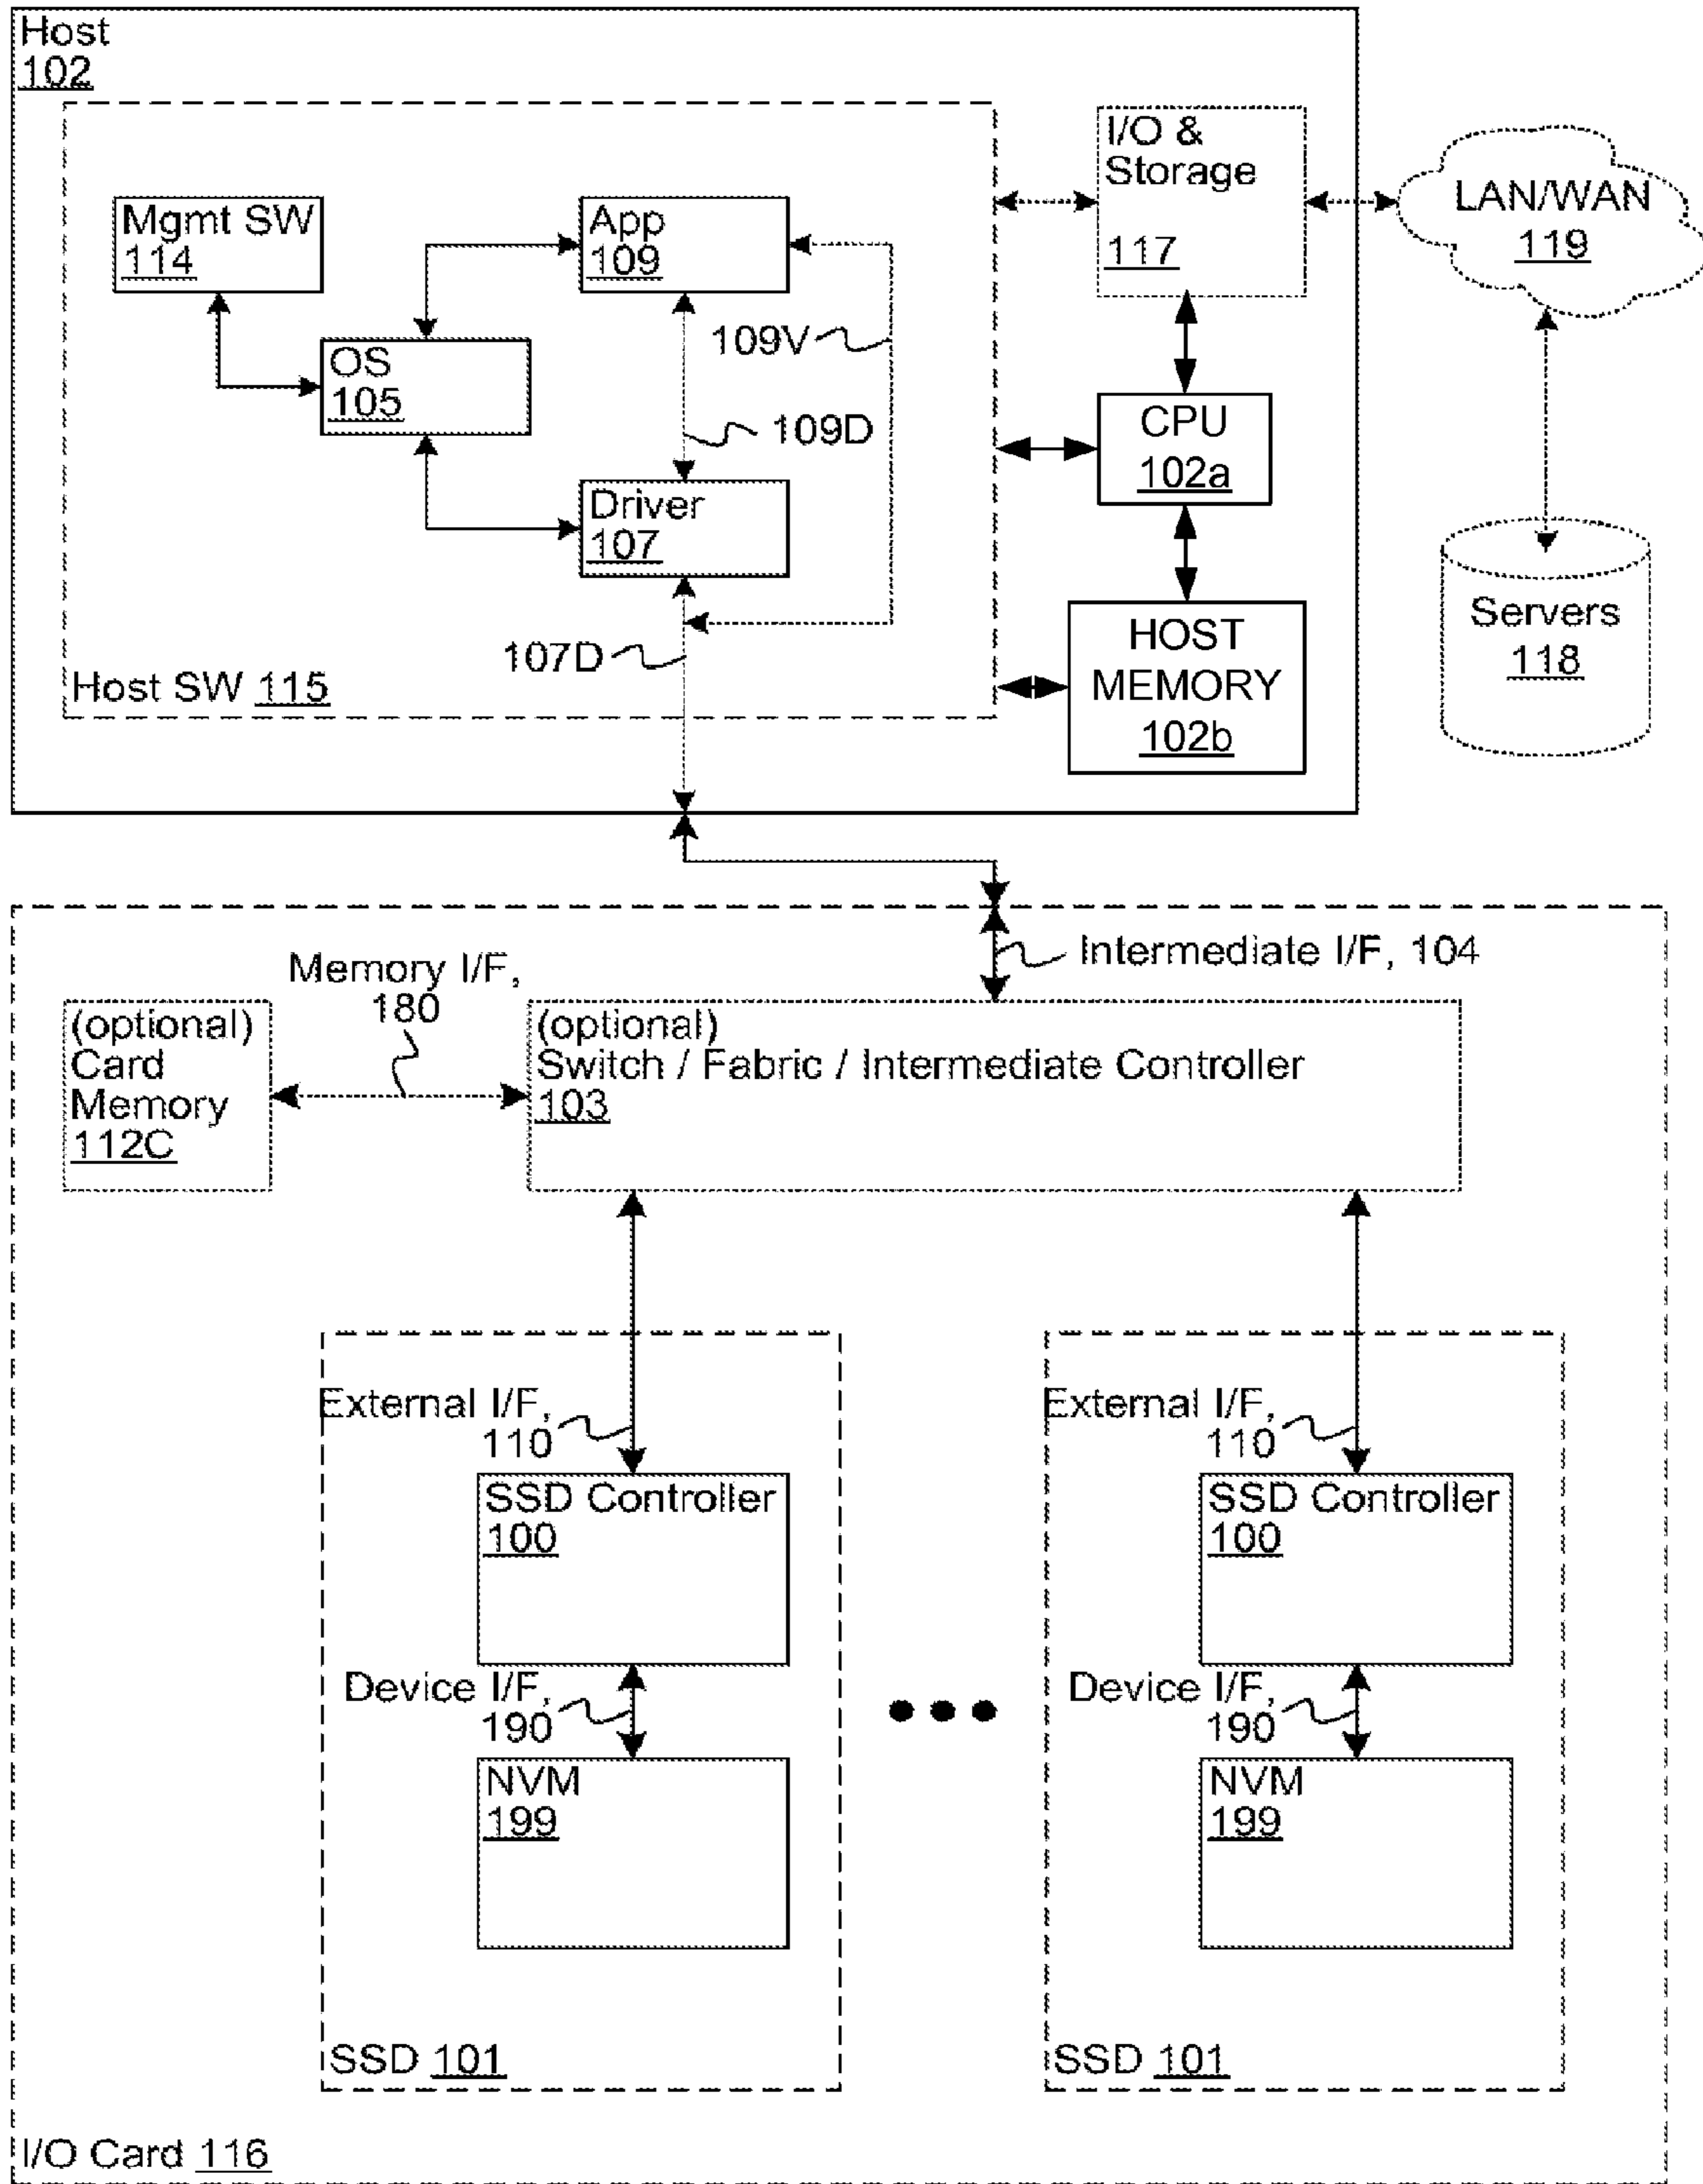 Host
102
I/O &
Storage
117
LAN/WAN
119
Mgmt SW
114
App
109
109V
OS
105
109D
CPU
102a
Driver
107
Servers
118
HOST
MEMORY
102b
107D
Host SW 115
Intermediate I/F, 104
Memory I/F,
180
(optional)
Card
Memory
112C
(optional)
Switch / Fabric / Intermediate Controller
103
External I/F,
110
SSD Controller
100
Device I/F,
190
NVM
199
SSD 101
External I/F,
110
SSD Controller
100
Device I/F,
190
NVM
199
SSD 101
I/O Card 116